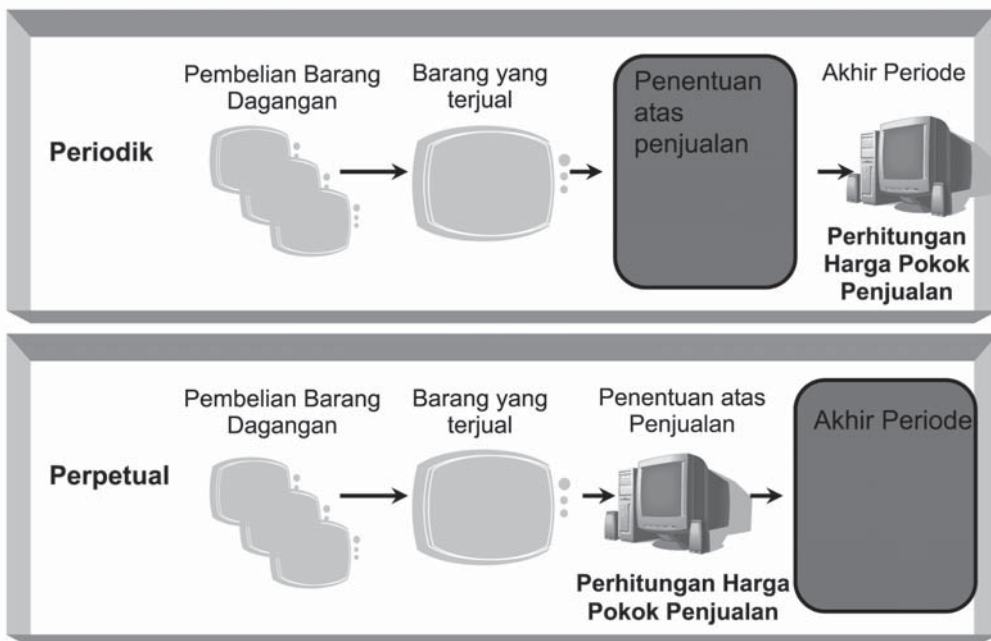 Periodik
Pembelian Barang
Dagangan
Barang yang
terjual
Penentuan
atas
penjualan
Akhir Periode
Perhitungan
Harga Pokok
Penjualan
Perpetual
Pembelian Barang
Dagangan
Barang yang
terjual
Penentuan atas
Penjualan
Perhitungan Harga
Pokok Penjualan
Akhir Periode